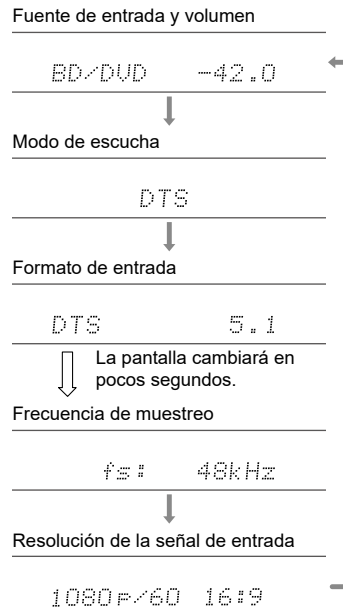 Fuente de entrada y volumen
BD/DVD -42.0
Modo de escucha
DTS
Formato de entrada
DTS 5.1
La pantalla cambiará en
pocos segundos.
Frecuencia de muestreo
fs: 48kHz
Resolución de la señal de entrada
1080p/60 16:9